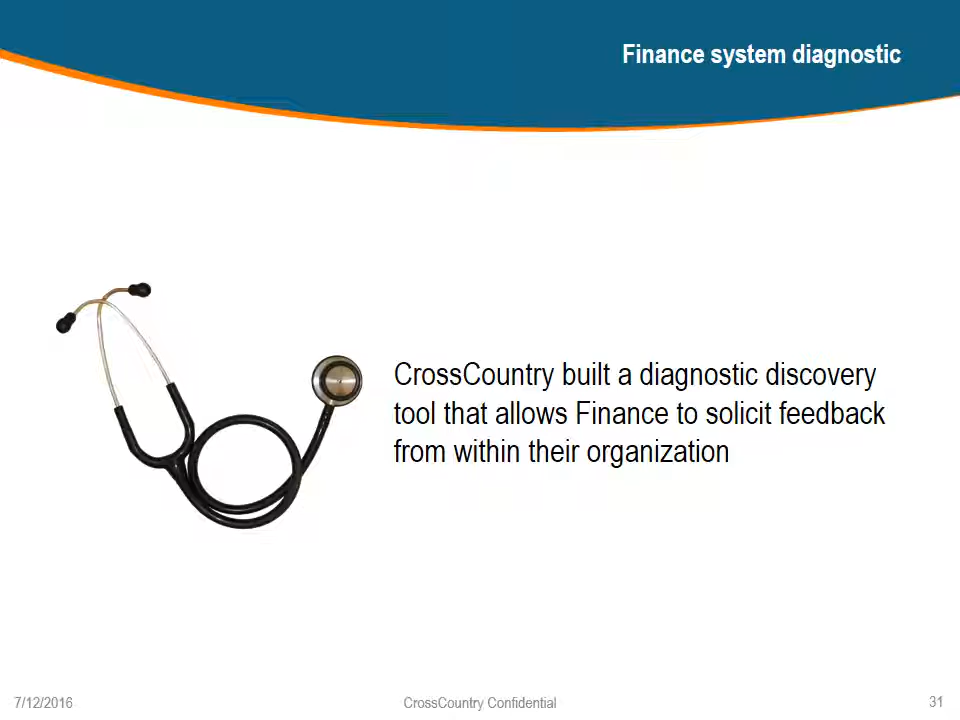 Finance system diagnostic
CrossCountry built a diagnostic discovery
tool that allows Finance to solicit feedback
from within their organization
7/12/2016
CrossCountry Confidential
31